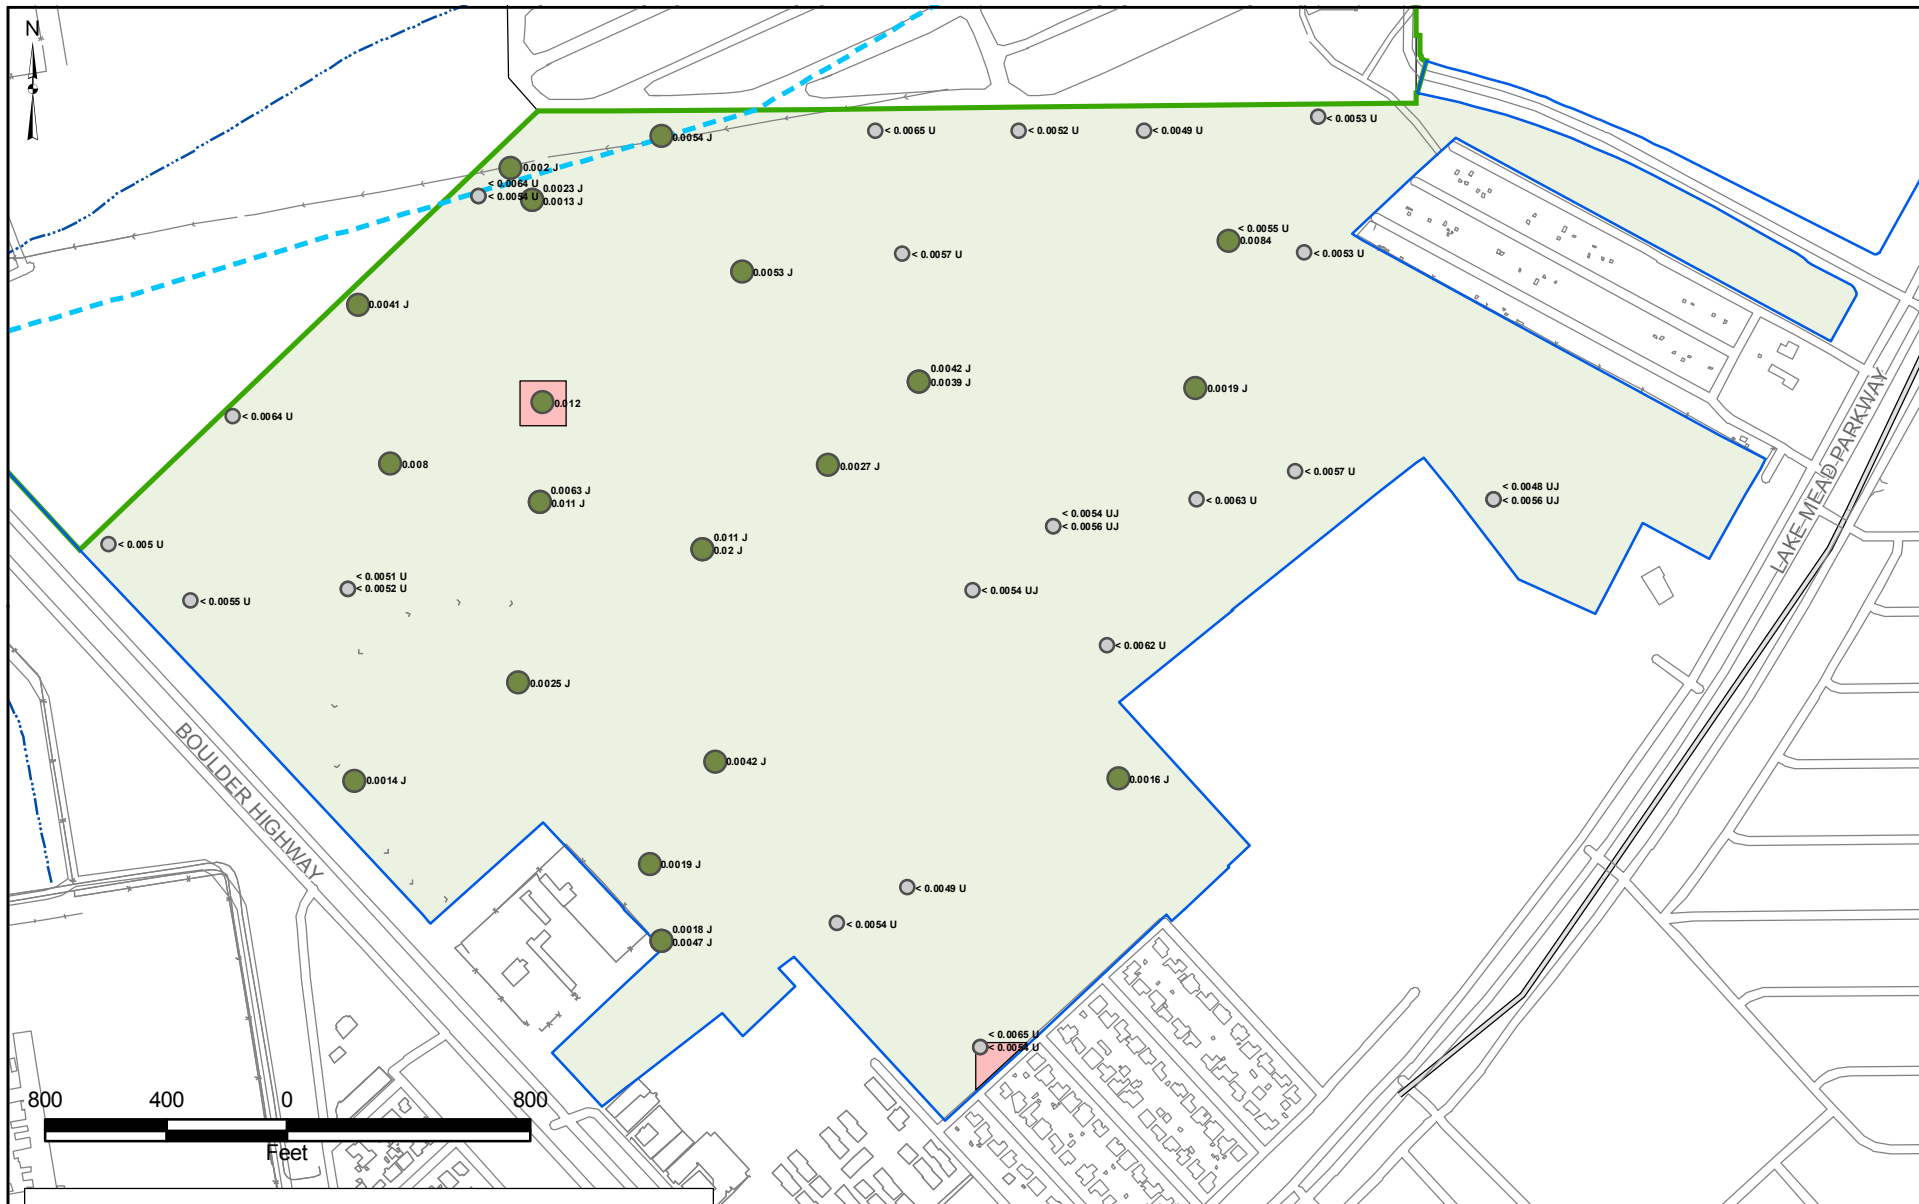 N
< 0.0053 U
< 0.0065 U
< 0.0052 U
< 0.0049 U
0.0054 J
0.002 J
< 0.0064 U
< 0.0054 U
0.0023 J
0.0013 J
< 0.0055 U
0.0084
< 0.0057 U
< 0.0053 U
0.0053 J
0.0041 J
0.0042 J
0.0039 J
0.0019 J
0.012
< 0.0064 U
0.008
0.0027 J
< 0.0057 U
0.0063 J
0.011 J
< 0.0063 U
< 0.0048 UJ
< 0.0056 UJ
< 0.0054 UJ
< 0.0056 UJ
0.011 J
0.02 J
< 0.005 U
< 0.0051 U
< 0.0052 U
< 0.0055 U
< 0.0054 UJ
< 0.0062 U
0.0025 J
0.0042 J
0.0014 J
0.0016 J
0.0019 J
< 0.0049 U
< 0.0054 U
0.0018 J
0.0047 J
< 0.0065 U
< 0.0054 U
LAKE MEAD PARKWAY
BOULDER HIGHWAY
800 400 0 800
Feet